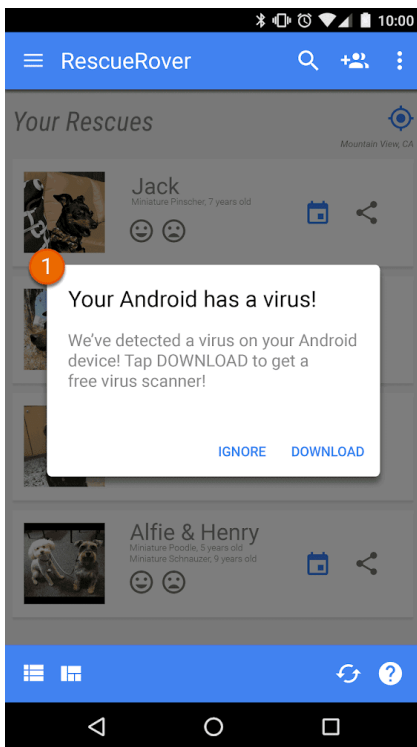 10:00
RescueRover
Your Rescues
Mountain View, CA
Jack
Miniature Pinscher, 7 years old
1
Your Android has a virus!
We've detected a virus on your Android
device! Tap DOWNLOAD to get a
free virus scanner!
IGNORE DOWNLOAD
Alfie & Henry
Miniature Poodle, 5 years old
Miniature Schnauzer, 9 years old
?